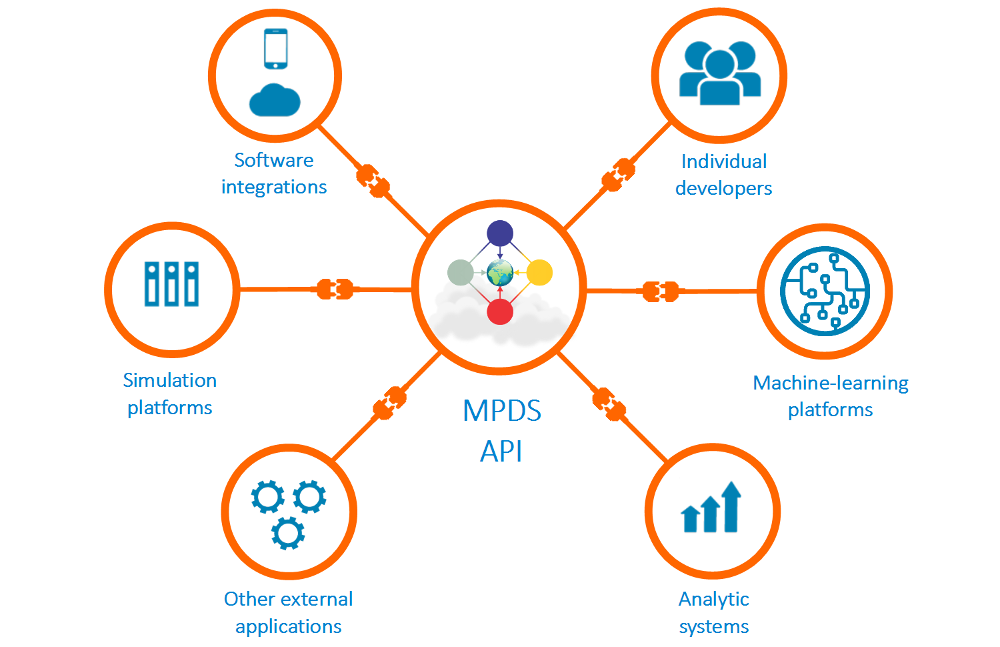 Software
integrations
Individual
developers
Simulation
platforms
Machine-learning
platforms
MPDS
API
Other external
applications
Analytic
systems